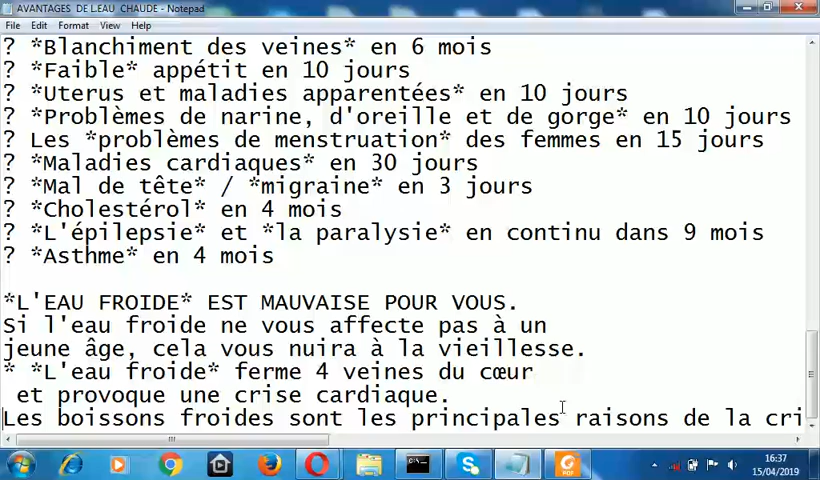 AVANTAGES DE L.EAU CHAUDE - Notepad
File Edit Format View Help
? *Blanchiment des veines* en 6 mois
? *Faible* appétit en 10 jours
? *Uterus et maladies apparentées* en 10 jours
? *Problèmes de narine, d'oreille et de gorge* en 10 jours
? Les *problèmes de menstruation* des femmes en 15 jours
? *Maladies cardiaques* en 30 jours
? *Mal de tête* / *migraine* en 3 jours
? *Cholestérol* en 4 mois
? *L'épilepsie* et *la paralysie* en continu dans 9 mois
? *Asthme* en 4 mois
*L'EAU FROIDE* EST MAUVAISE POUR VOUS.
Si l'eau froide ne vous affecte pas à un
jeune âge, cela vous nuira à la vieillesse.
* *L'eau froide* ferme 4 veines du cœur
et provoque une crise cardiaque.
Les boissons froides sont les principales raisons de la cri
16:37
15/04/2019